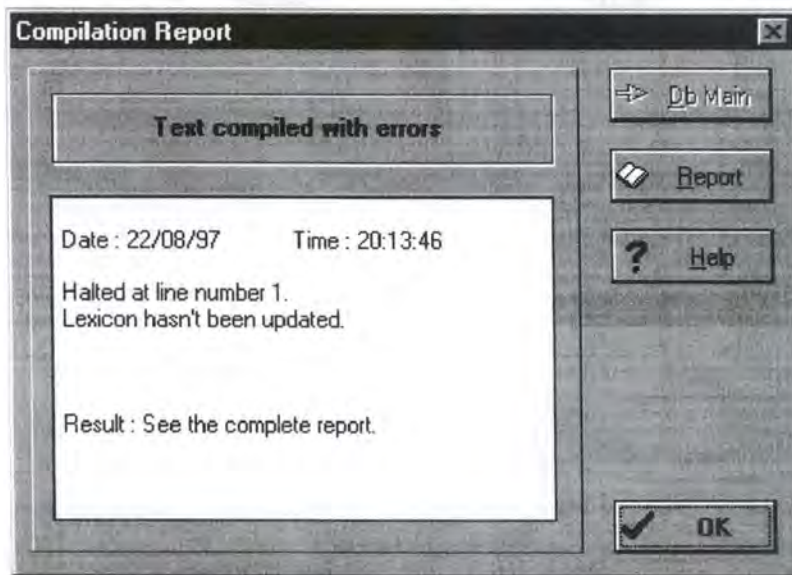 Compilation Report
Text compiled with errors
Date : 22/08/97 Time : 20:13:46
Halted at line number 1.
Lexicon hasn't been updated.
Result : See the complete report.
Db Main
Report
? Help
OK